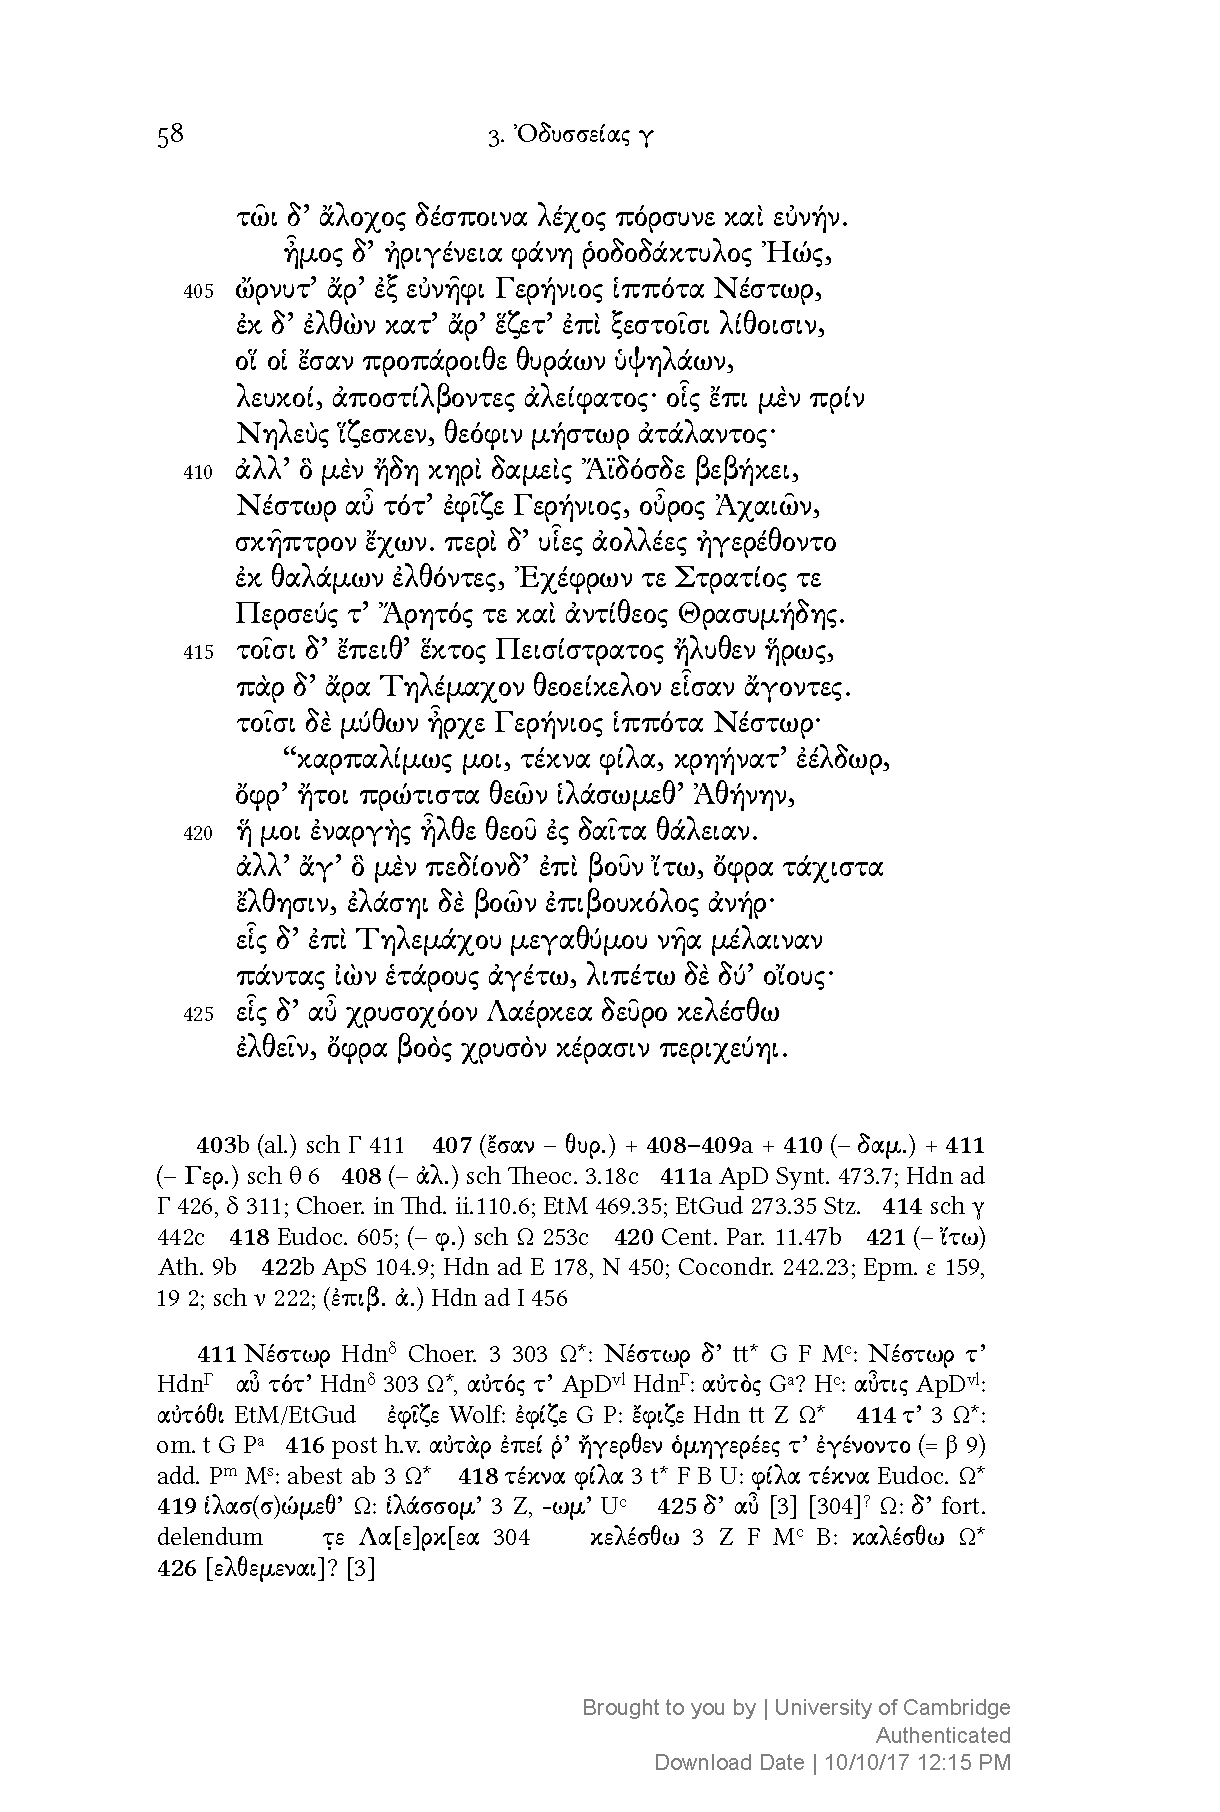 58 3. Ὀδυσσείας γ
τῶι δ’ ἄλοχος δέσποινα λέχος πόρσυνε καὶ εὐνήν.
ἦμος δ’ ἠριγένεια φάνη ῥοδοδάκτυλος Ἠώς,
405 ὤρνυτ’ ἄρ’ ἐξ εὐνῆφι Γερήνιος ἱππότα Νέστωρ,
ἐκ δ’ ἐλθὼν κατ’ ἄρ’ ἕζετ’ ἐπὶ ξεστοῖσι λίθοισιν,
οἵ οἱ ἔσαν προπάροιθε θυράων ὑψηλάων,
λευκοί, ἀποστίλβοντες ἀλείφατος· οἷς ἔπι μὲν πρίν
Νηλεὺς ἵζεσκεν, θεόφιν μήστωρ ἀτάλαντος·
410 ἀλλ’ ὃ μὲν ἤδη κηρὶ δαμεὶς Ἄϊδόσδε βεβήκει,
Νέστωρ αὖ τότ’ ἐφῖζε Γερήνιος, οὖρος Ἀχαιῶν,
σκῆπτρον ἔχων. περὶ δ’ υἷες ἀολλέες ἠγερέθοντο
ἐκ θαλάμων ἐλθόντες, Ἐχέφρων τε Στρατίος τε
Περσεύς τ’ Ἄρητός τε καὶ ἀντίθεος Θρασυμήδης.
415 τοῖσι δ’ ἔπειθ’ ἕκτος Πεισίστρατος ἤλυθεν ἥρως,
πὰρ δ’ ἄρα Τηλέμαχον θεοείκελον εἷσαν ἄγοντες.
τοῖσι δὲ μύθων ἦρχε Γερήνιος ἱππότα Νέστωρ·
“καρπαλίμως μοι, τέκνα φίλα, κρηήνατ’ ἐέλδωρ,
ὄφρ’ ἤτοι πρώτιστα θεῶν ἱλάσωμεθ’ Ἀθήνην,
420 ἥ μοι ἐναργὴς ἦλθε θεοῦ ἐς δαῖτα θάλειαν.
ἀλλ’ ἄγ’ ὃ μὲν πεδίονδ’ ἐπὶ βοῦν ἴτω, ὄφρα τάχιστα
ἔλθησιν, ἐλάσηι δὲ βοῶν ἐπιβουκόλος ἀνήρ·
εἷς δ’ ἐπὶ Τηλεμάχου μεγαθύμου νῆα μέλαιναν
πάντας ἰὼν ἑτάρους ἀγέτω, λιπέτω δὲ δύ’ οἴους·
425 εἷς δ’ αὖ χρυσοχόον Λαέρκεα δεῦρο κελέσθω
ἐλθεῖν, ὄφρα βοὸς χρυσὸν κέρασιν περιχεύηι.
403b (al.) sch Γ 411 407 (ἔσαν – θυρ.) + 408–409a + 410 (– δαμ.) + 411
(– Γερ.) sch θ 6 408 (– ἀλ.) sch Theoc. 3.18c 411a ApD Synt. 473.7; Hdn ad
Γ 426, δ 311; Choer. in Thd. ii.110.6; EtM 469.35; EtGud 273.35 Stz. 414 sch γ
442c 418 Eudoc. 605; (– φ.) sch Ω 253c 420 Cent. Par. 11.47b 421 (– ἴτω)
Ath. 9b 422b ApS 104.9; Hdn ad Ε 178, Ν 450; Cocondr. 242.23; Epm. ε 159,
19 2; sch ν 222; (ἐπιβ. ἀ.) Hdn ad Ι 456
411 Νέστωρ Hdnᵟ Choer. 3 303 Ω*: Νέστωρ δ’ tt* G F Mᶜ: Νέστωρ τ’
Hdnᴦ αὖ τότ’ Hdnᵟ 303 Ω*, αὐτός τ’ ApDᵛˡ Hdnᴦ: αὐτὸς Gᵃ? Hᶜ: αὖτις ApDᵛˡ:
αὐτόθι EtM/EtGud ἐφῖζε Wolf: ἐφίζε G P: ἔφιζε Hdn tt Z Ω* 414 τ’ 3 Ω*:
om. t G Pᵃ 416 post h.v. αὐτὰρ ἐπεί ῥ’ ἤγερθεν ὁμηγερέες τ’ ἐγένοντο (= β 9)
add. Pᵐ Mˢ: abest ab 3 Ω* 418 τέκνα φίλα 3 t* F B U: φίλα τέκνα Eudoc. Ω*
419 ἱλασ(σ)ώμεθ’ Ω: ἱλάσσομ’ 3 Z, -ωμ’ Uᶜ 425 δ’ αὖ [3] [304]? Ω: δ’ fort.
delendum τ̣ε Λα[ε]ρκ[εα 304 κελέσθω 3 Z F Mᶜ B: καλέσθω Ω*
426 [ελθεμεναι]? [3]
Brought to you by | University of Cambridge
Authenticated
Download Date | 10/10/17 12:15 PM